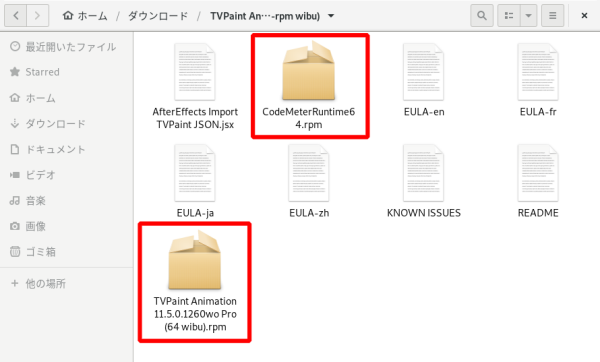 ホーム / ダウンロード / TVPaint An…-rpm wibu)
最近開いたファイル
Starred
ホーム
ダウンロード
ドキュメント
ビデオ
音楽
画像
ゴミ箱
+ 他の場所
AfterEffects Import
TVPaint JSON.jsx
CodeMeterRuntime6
4.rpm
EULA-en
EULA-fr
EULA-ja
EULA-zh
KNOWN ISSUES
README
TVPaint Animation
11.5.0.1260wo Pro
(64 wibu).rpm